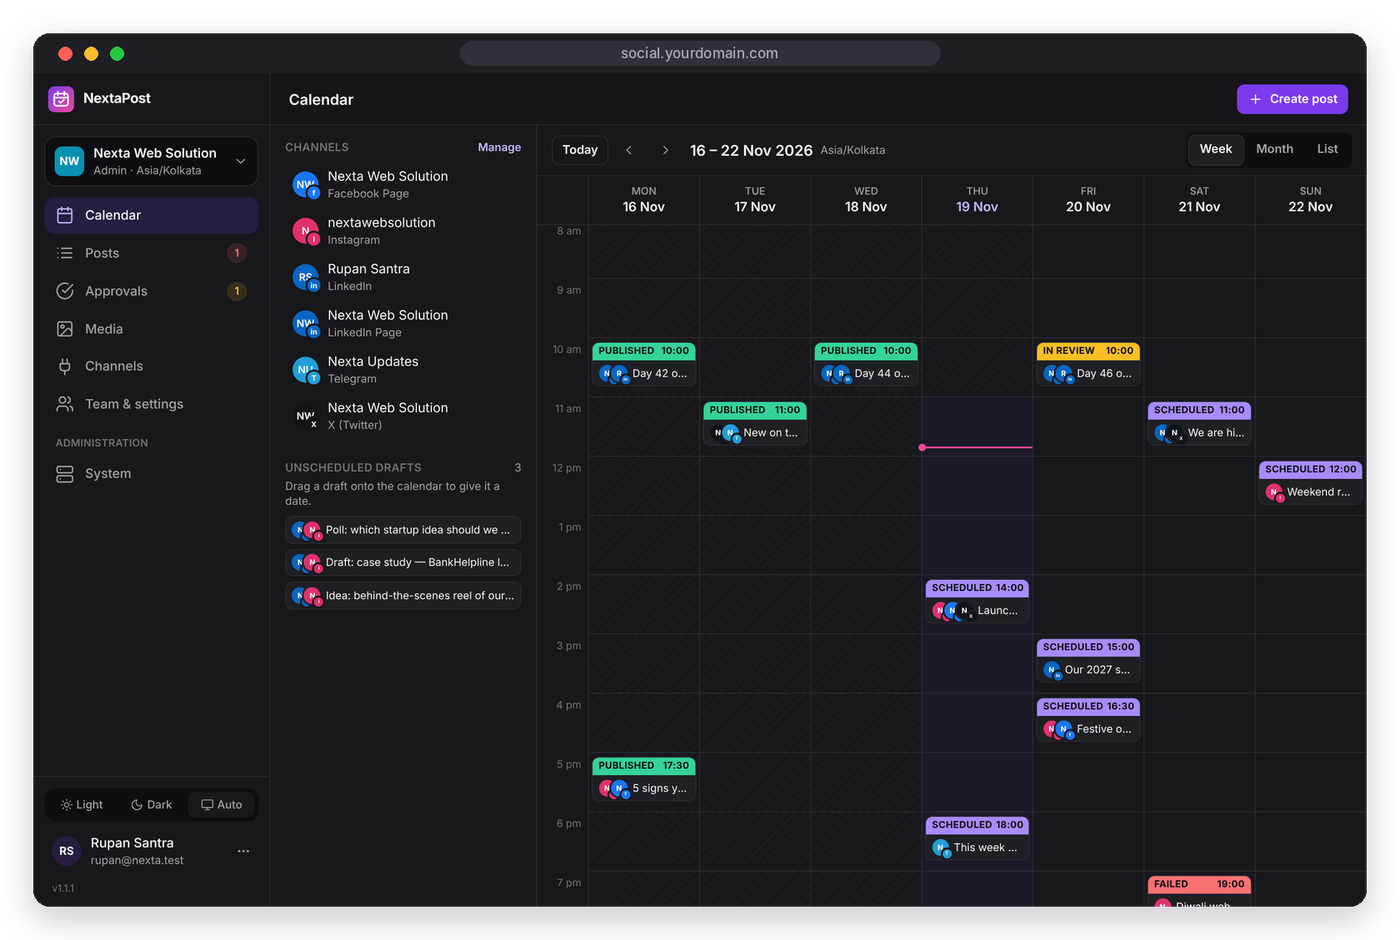 social.yourdomain.com
NextaPost
Calendar
+ Create post
NW
Nexta Web Solution
Admin · Asia/Kolkata
Calendar
Posts
1
Approvals
1
Media
Channels
Team & settings
ADMINISTRATION
System
Light
Dark
Auto
RS
Rupan Santra
rupan@nexta.test
v1.1.1
CHANNELS
Manage
Nexta Web Solution
Facebook Page
nextawebsolution
Instagram
Rupan Santra
LinkedIn
Nexta Web Solution
LinkedIn Page
Nexta Updates
Telegram
Nexta Web Solution
X (Twitter)
UNSCHEDULED DRAFTS
3
Drag a draft onto the calendar to give it a
date.
Poll: which startup idea should we ...
Draft: case study — BankHelpline l...
Idea: behind-the-scenes reel of our...
Today
16 – 22 Nov 2026
Asia/Kolkata
Week
Month
List
MON
16 Nov
TUE
17 Nov
WED
18 Nov
THU
19 Nov
FRI
20 Nov
SAT
21 Nov
SUN
22 Nov
8 am
9 am
10 am
PUBLISHED 10:00
Day 42 o...
PUBLISHED 10:00
Day 44 o...
IN REVIEW 10:00
Day 46 o...
11 am
PUBLISHED 11:00
New on t...
SCHEDULED 11:00
We are hi...
12 pm
SCHEDULED 12:00
Weekend r...
1 pm
2 pm
SCHEDULED 14:00
Launc...
3 pm
SCHEDULED 15:00
Our 2027 s...
4 pm
SCHEDULED 16:30
Festive o...
5 pm
PUBLISHED 17:30
5 signs y...
6 pm
SCHEDULED 18:00
This week ...
7 pm
FAILED 19:00